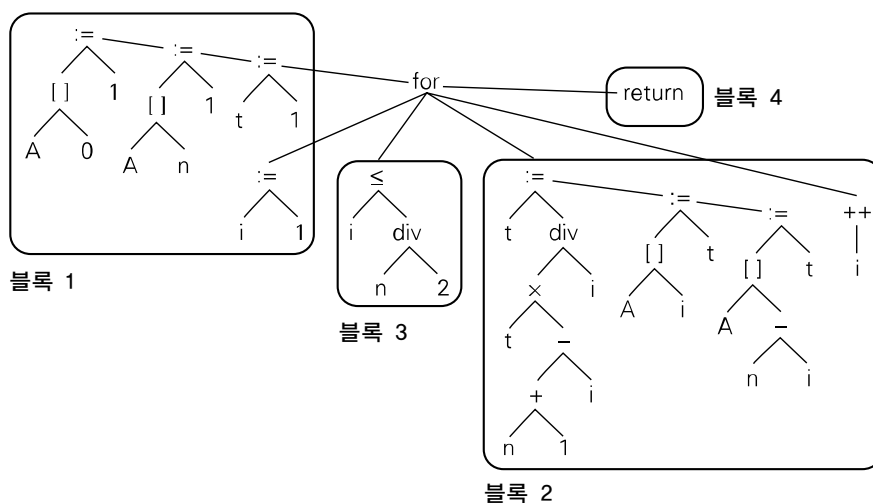 := := :=
for
return 블록 4
[ ] 1 [ ] 1 t 1
A 0 A n
:= ≤ := := := ++
i 1 i div t div [ ] t [ ] t i
n 2 × i A i A −
t − n i
+ i
n 1
블록 1
블록 3
블록 2